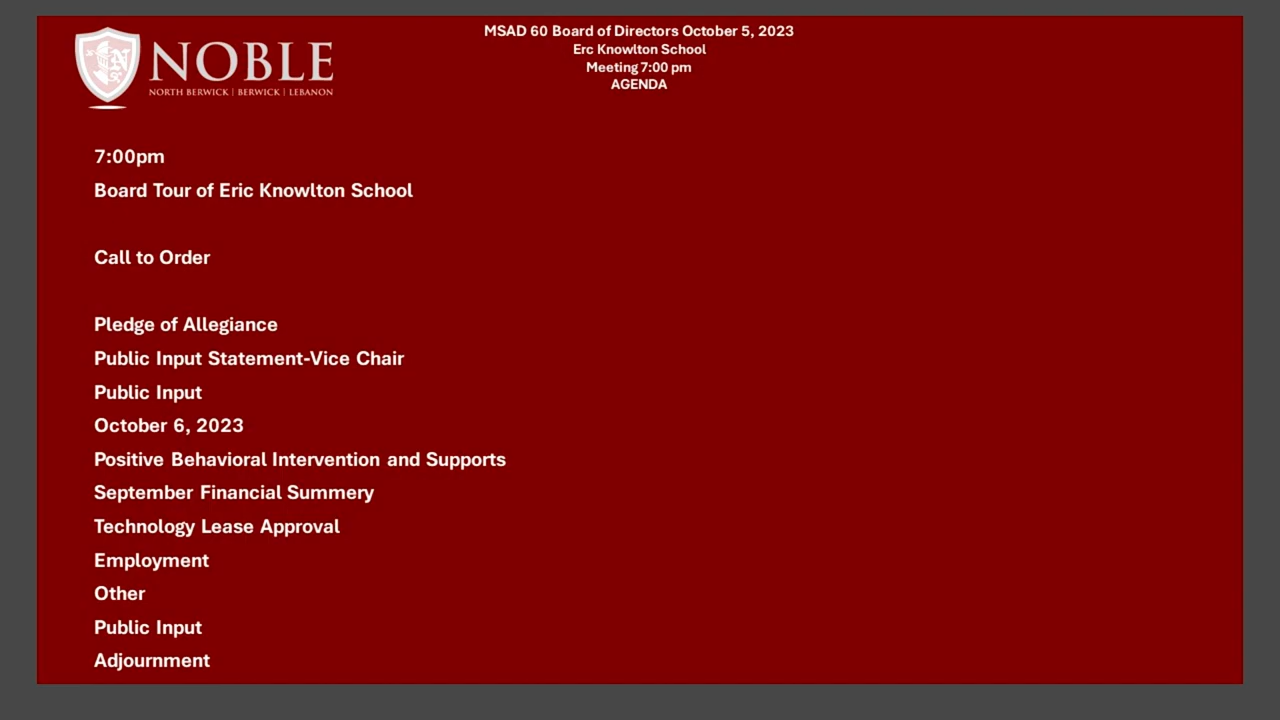 NOBLE
NORTH BERWICK | BERWICK | LEBANON
MSAD 60 Board of Directors October 5, 2023
Erc Knowlton School
Meeting 7:00 pm
AGENDA
7:00pm
Board Tour of Eric Knowlton School
Call to Order
Pledge of Allegiance
Public Input Statement-Vice Chair
Public Input
October 6, 2023
Positive Behavioral Intervention and Supports
September Financial Summery
Technology Lease Approval
Employment
Other
Public Input
Adjournment